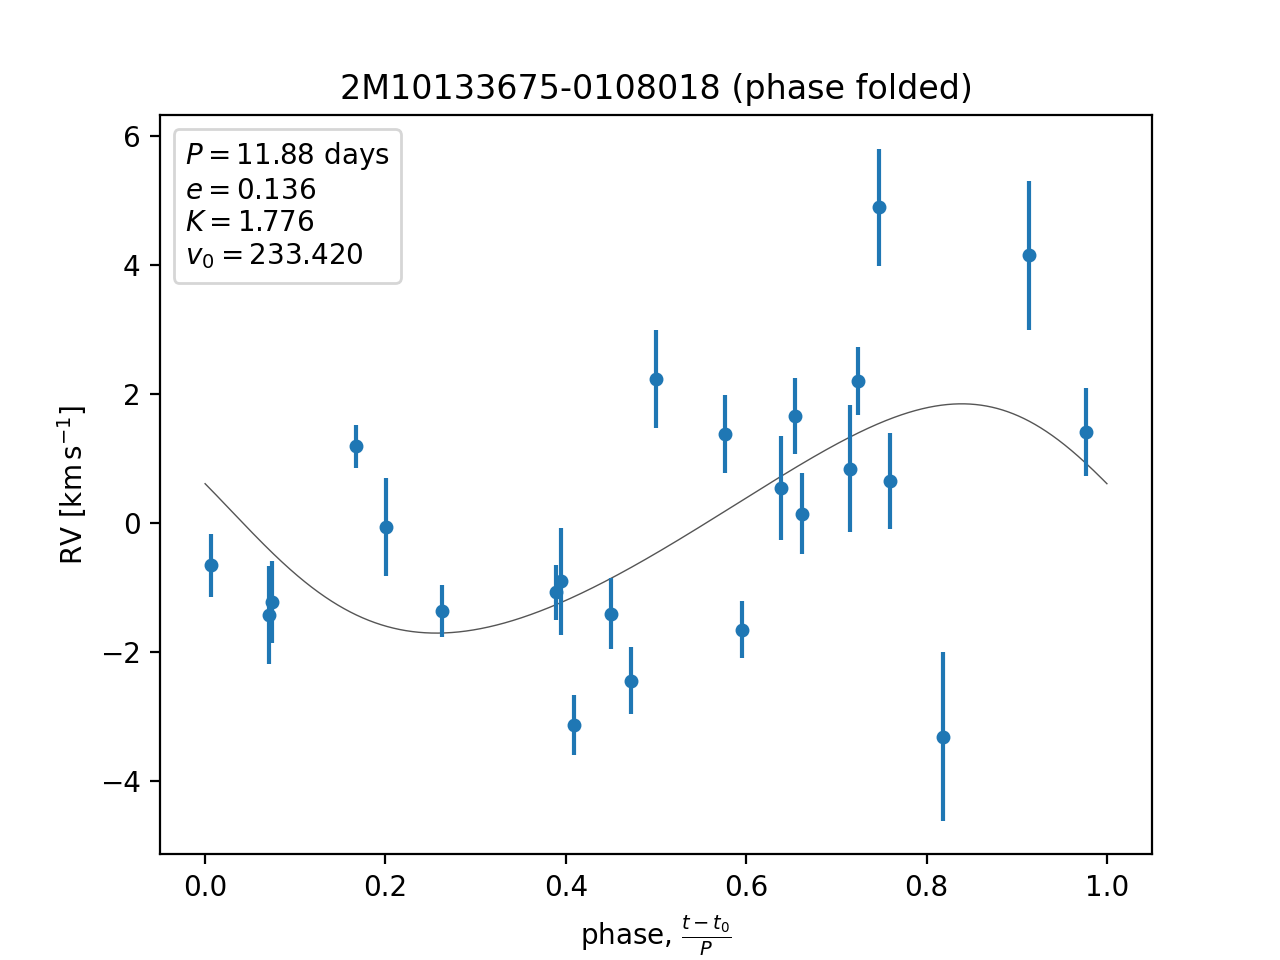 2M10133675-0108018 (phase folded)
P = 11.88 days
e = 0.136
K = 1.776
v₀ = 233.420
6
4
2
0
−2
−4
RV [km s⁻¹]
0.0 0.2 0.4 0.6 0.8 1.0
phase, (t − t₀)/P